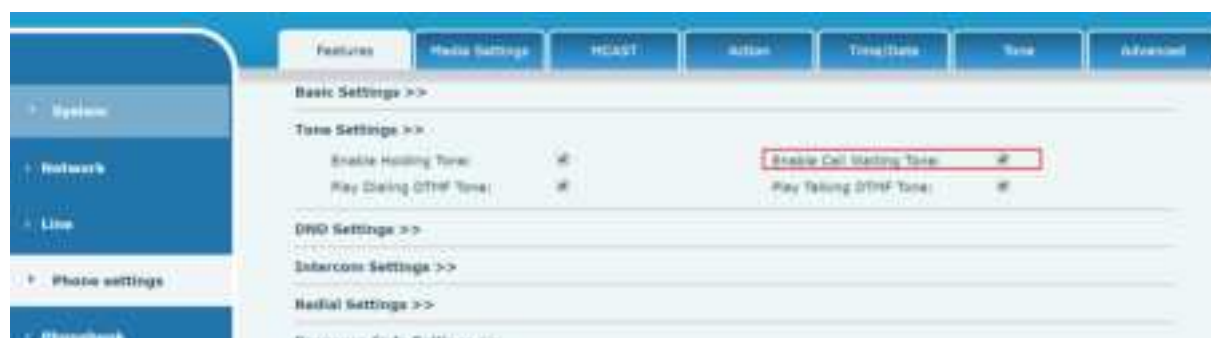 Features Media Settings MCAST Action Time/Date Tone Advanced
Basic Settings >>
System
Tone Settings >>
Enable Holding Tone: Enable Call Waiting Tone:
Network
Play Dialing DTMF Tone: Play Talking DTMF Tone:
Line
DND Settings >>
Intercom Settings >>
Phone settings
Redial Settings >>
Phonebook